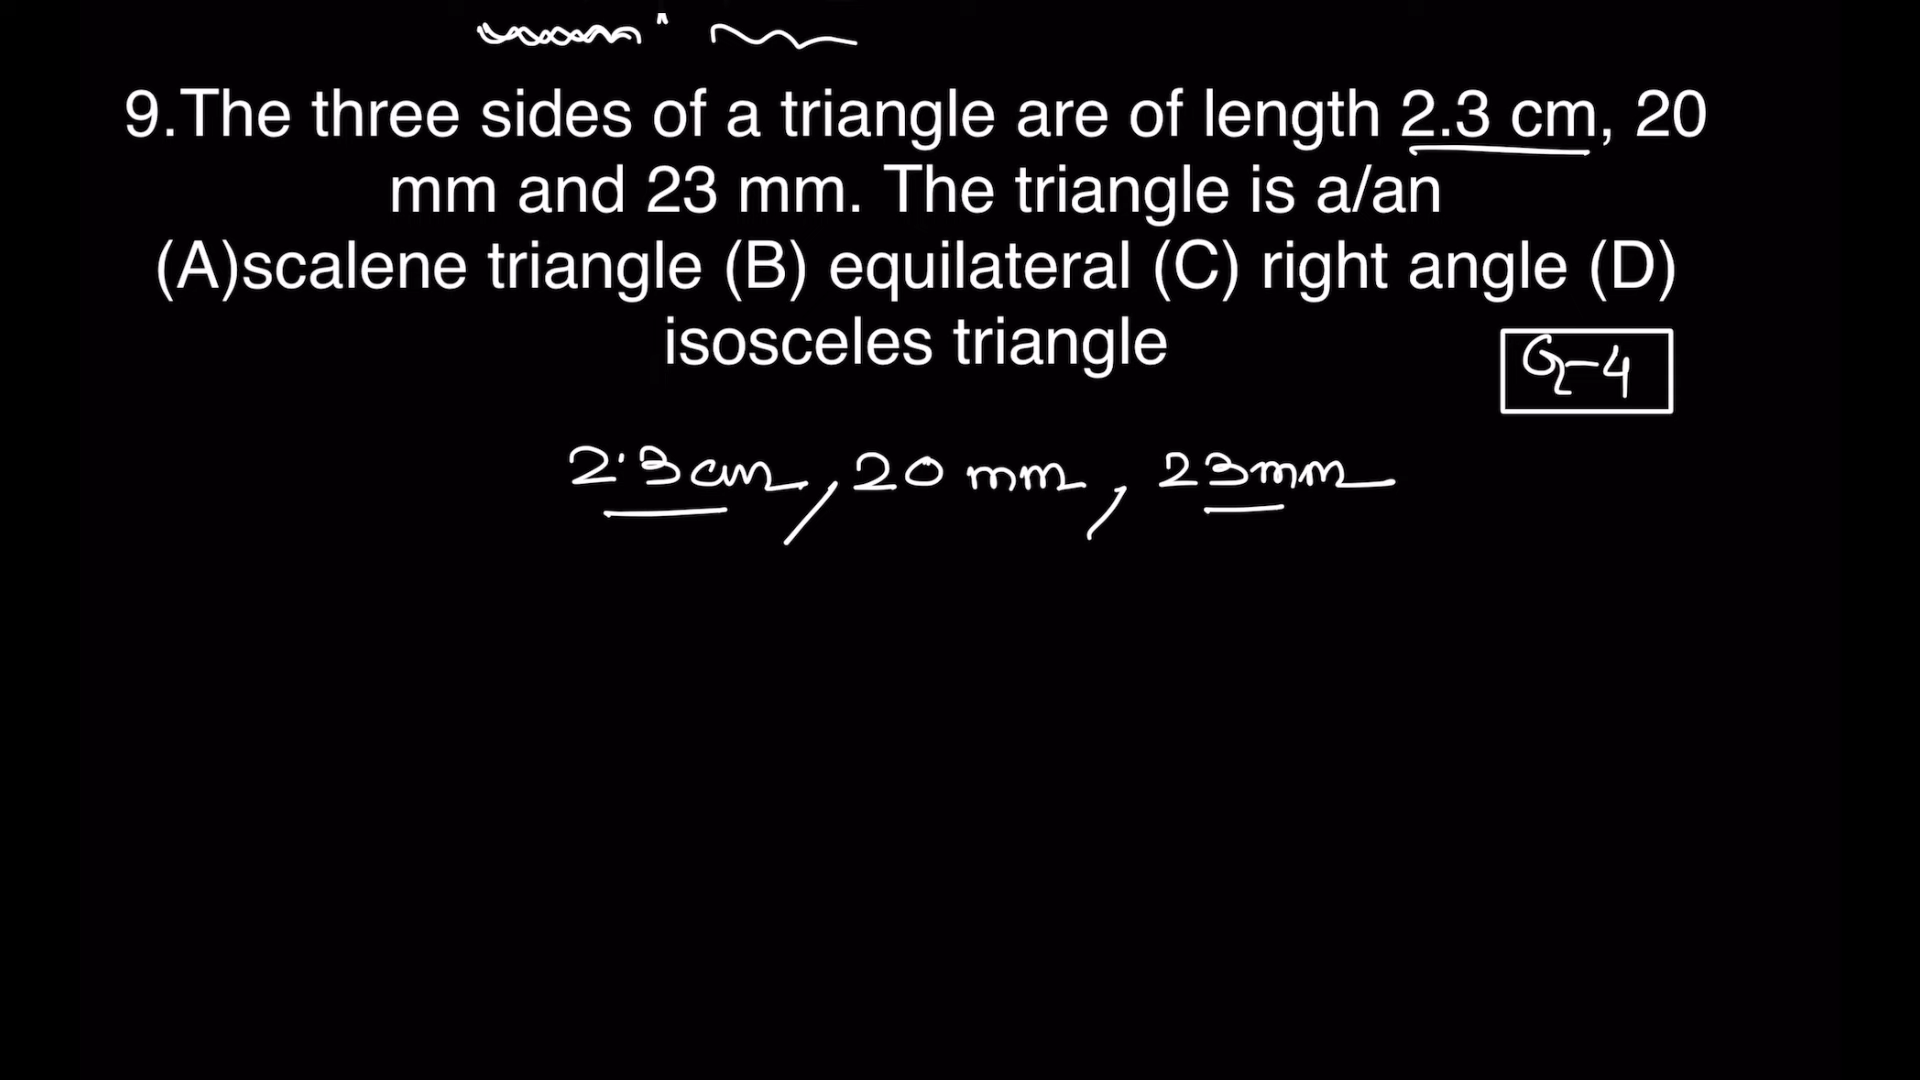 9.The three sides of a triangle are of length 2.3 cm, 20
mm and 23 mm. The triangle is a/an
(A)scalene triangle (B) equilateral (C) right angle (D)
isosceles triangle
G-4
2.3cm, 20 mm, 23mm